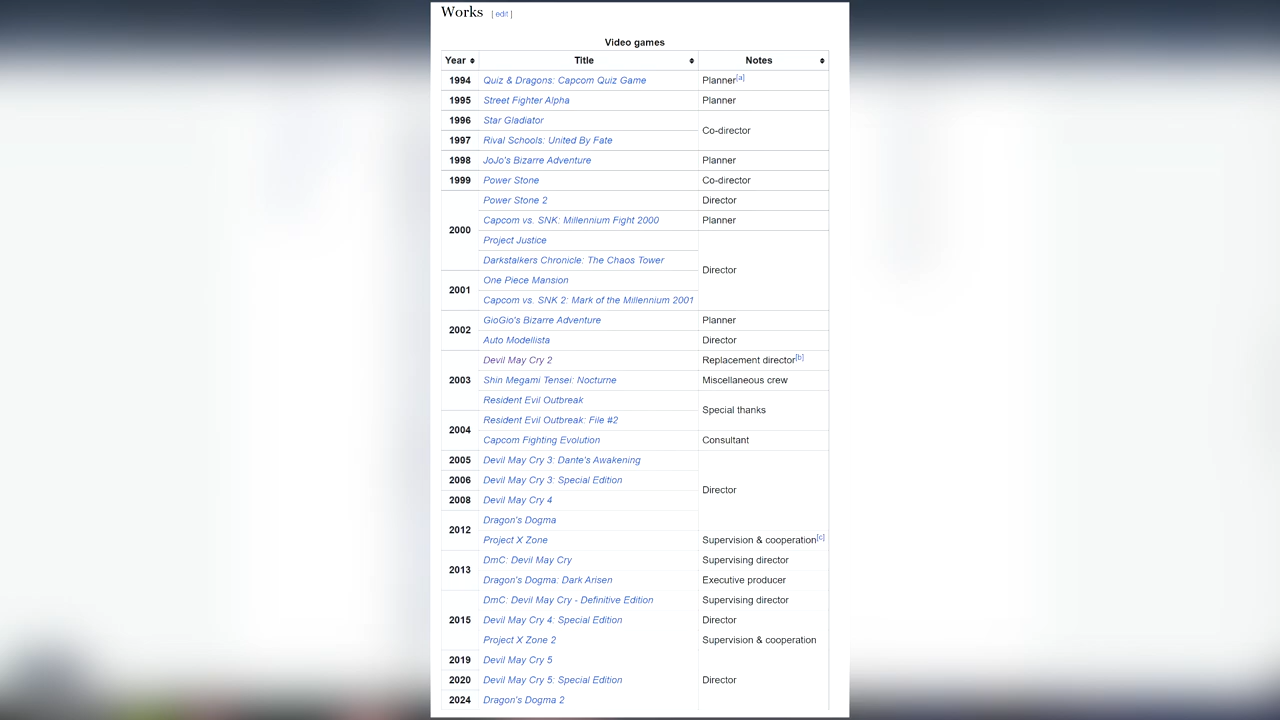 Works [ edit ]
Video games
Year Title Notes
1994 Quiz & Dragons: Capcom Quiz Game Planner[a]
1995 Street Fighter Alpha Planner
1996 Star Gladiator Co-director
1997 Rival Schools: United By Fate
1998 JoJo's Bizarre Adventure Planner
1999 Power Stone Co-director
2000 Power Stone 2 Director
Capcom vs. SNK: Millennium Fight 2000 Planner
Project Justice Director
Darkstalkers Chronicle: The Chaos Tower
2001 One Piece Mansion
Capcom vs. SNK 2: Mark of the Millennium 2001
2002 GioGio's Bizarre Adventure Planner
Auto Modellista Director
2003 Devil May Cry 2 Replacement director[b]
Shin Megami Tensei: Nocturne Miscellaneous crew
Resident Evil Outbreak Special thanks
2004 Resident Evil Outbreak: File #2
Capcom Fighting Evolution Consultant
2005 Devil May Cry 3: Dante's Awakening Director
2006 Devil May Cry 3: Special Edition
2008 Devil May Cry 4
2012 Dragon's Dogma
Project X Zone Supervision & cooperation[c]
2013 DmC: Devil May Cry Supervising director
Dragon's Dogma: Dark Arisen Executive producer
2015 DmC: Devil May Cry - Definitive Edition Supervising director
Devil May Cry 4: Special Edition Director
Project X Zone 2 Supervision & cooperation
2019 Devil May Cry 5 Director
2020 Devil May Cry 5: Special Edition
2024 Dragon's Dogma 2